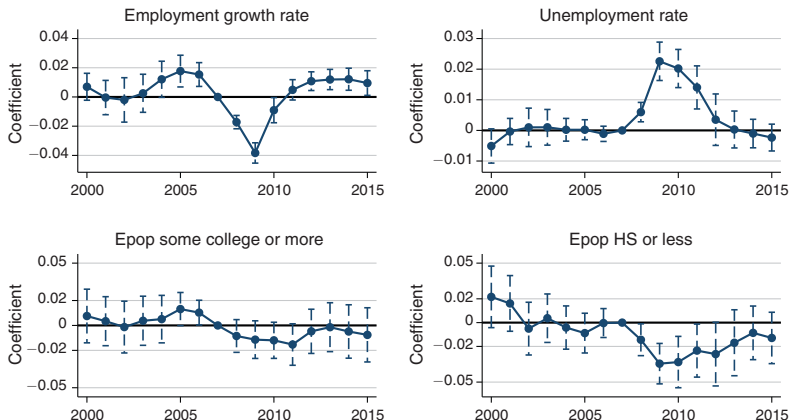 Employment growth rate
Coefficient
0.04
0.02
0
−0.02
−0.04
2000 2005 2010 2015
Unemployment rate
Coefficient
0.03
0.02
0.01
0
−0.01
2000 2005 2010 2015
Epop some college or more
Coefficient
0.05
0.02
0
−0.02
−0.05
2000 2005 2010 2015
Epop HS or less
Coefficient
0.05
0.02
0
−0.02
−0.05
2000 2005 2010 2015